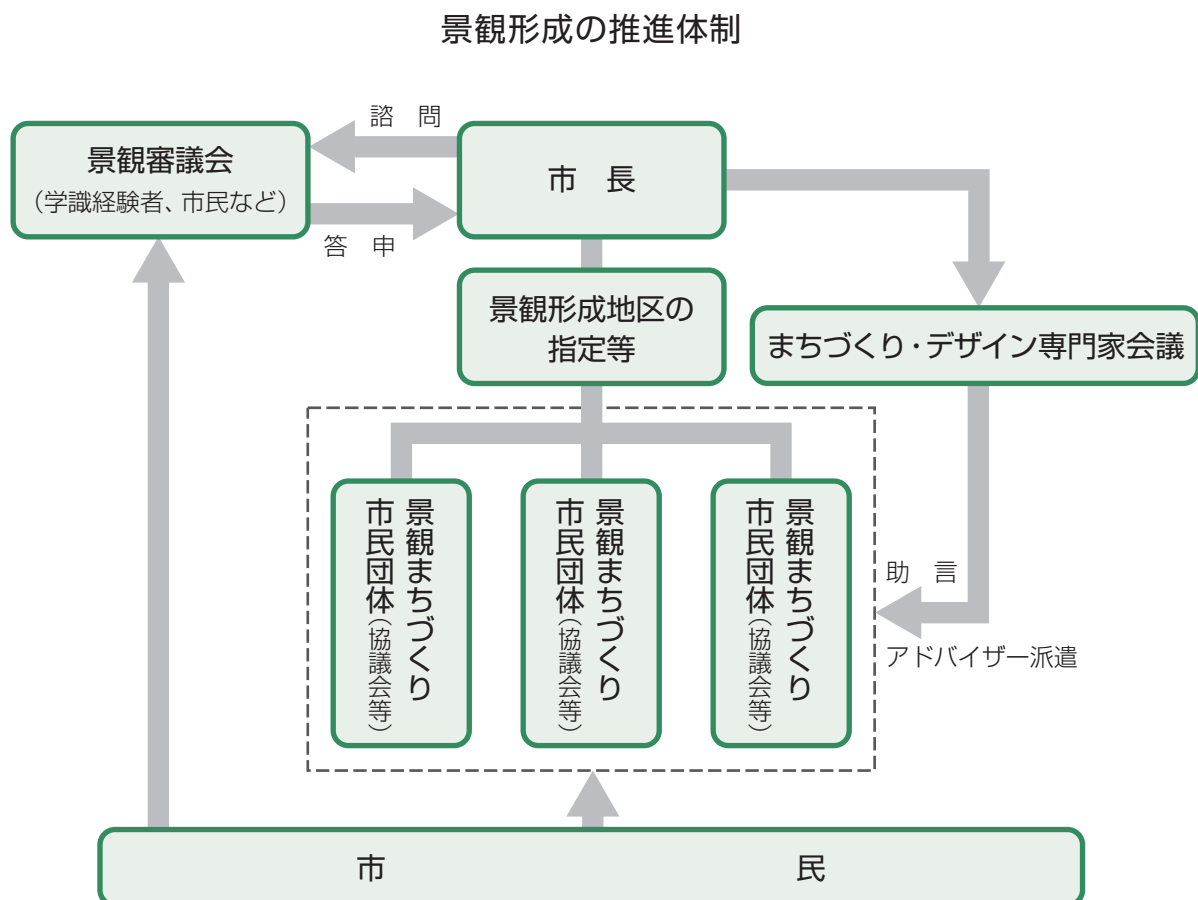 景観形成の推進体制
諮　問
景観審議会
（学識経験者、市民など）
市　長
答　申
景観形成地区の
指定等
まちづくり・デザイン専門家会議
景観まちづくり
市民団体（協議会等）
景観まちづくり
市民団体（協議会等）
景観まちづくり
市民団体（協議会等）
助　言
アドバイザー派遣
市　民